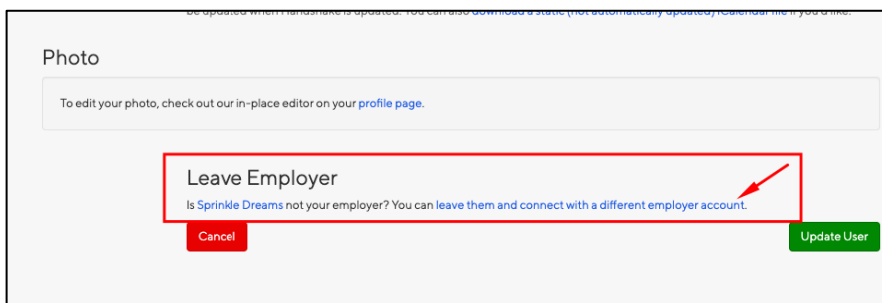 be updated when Handshake is updated. You can also download a static (not automatically updated) iCalendar file if you'd like.
Photo
To edit your photo, check out our in-place editor on your profile page.
Leave Employer
Is Sprinkle Dreams not your employer? You can leave them and connect with a different employer account.
Cancel
Update User